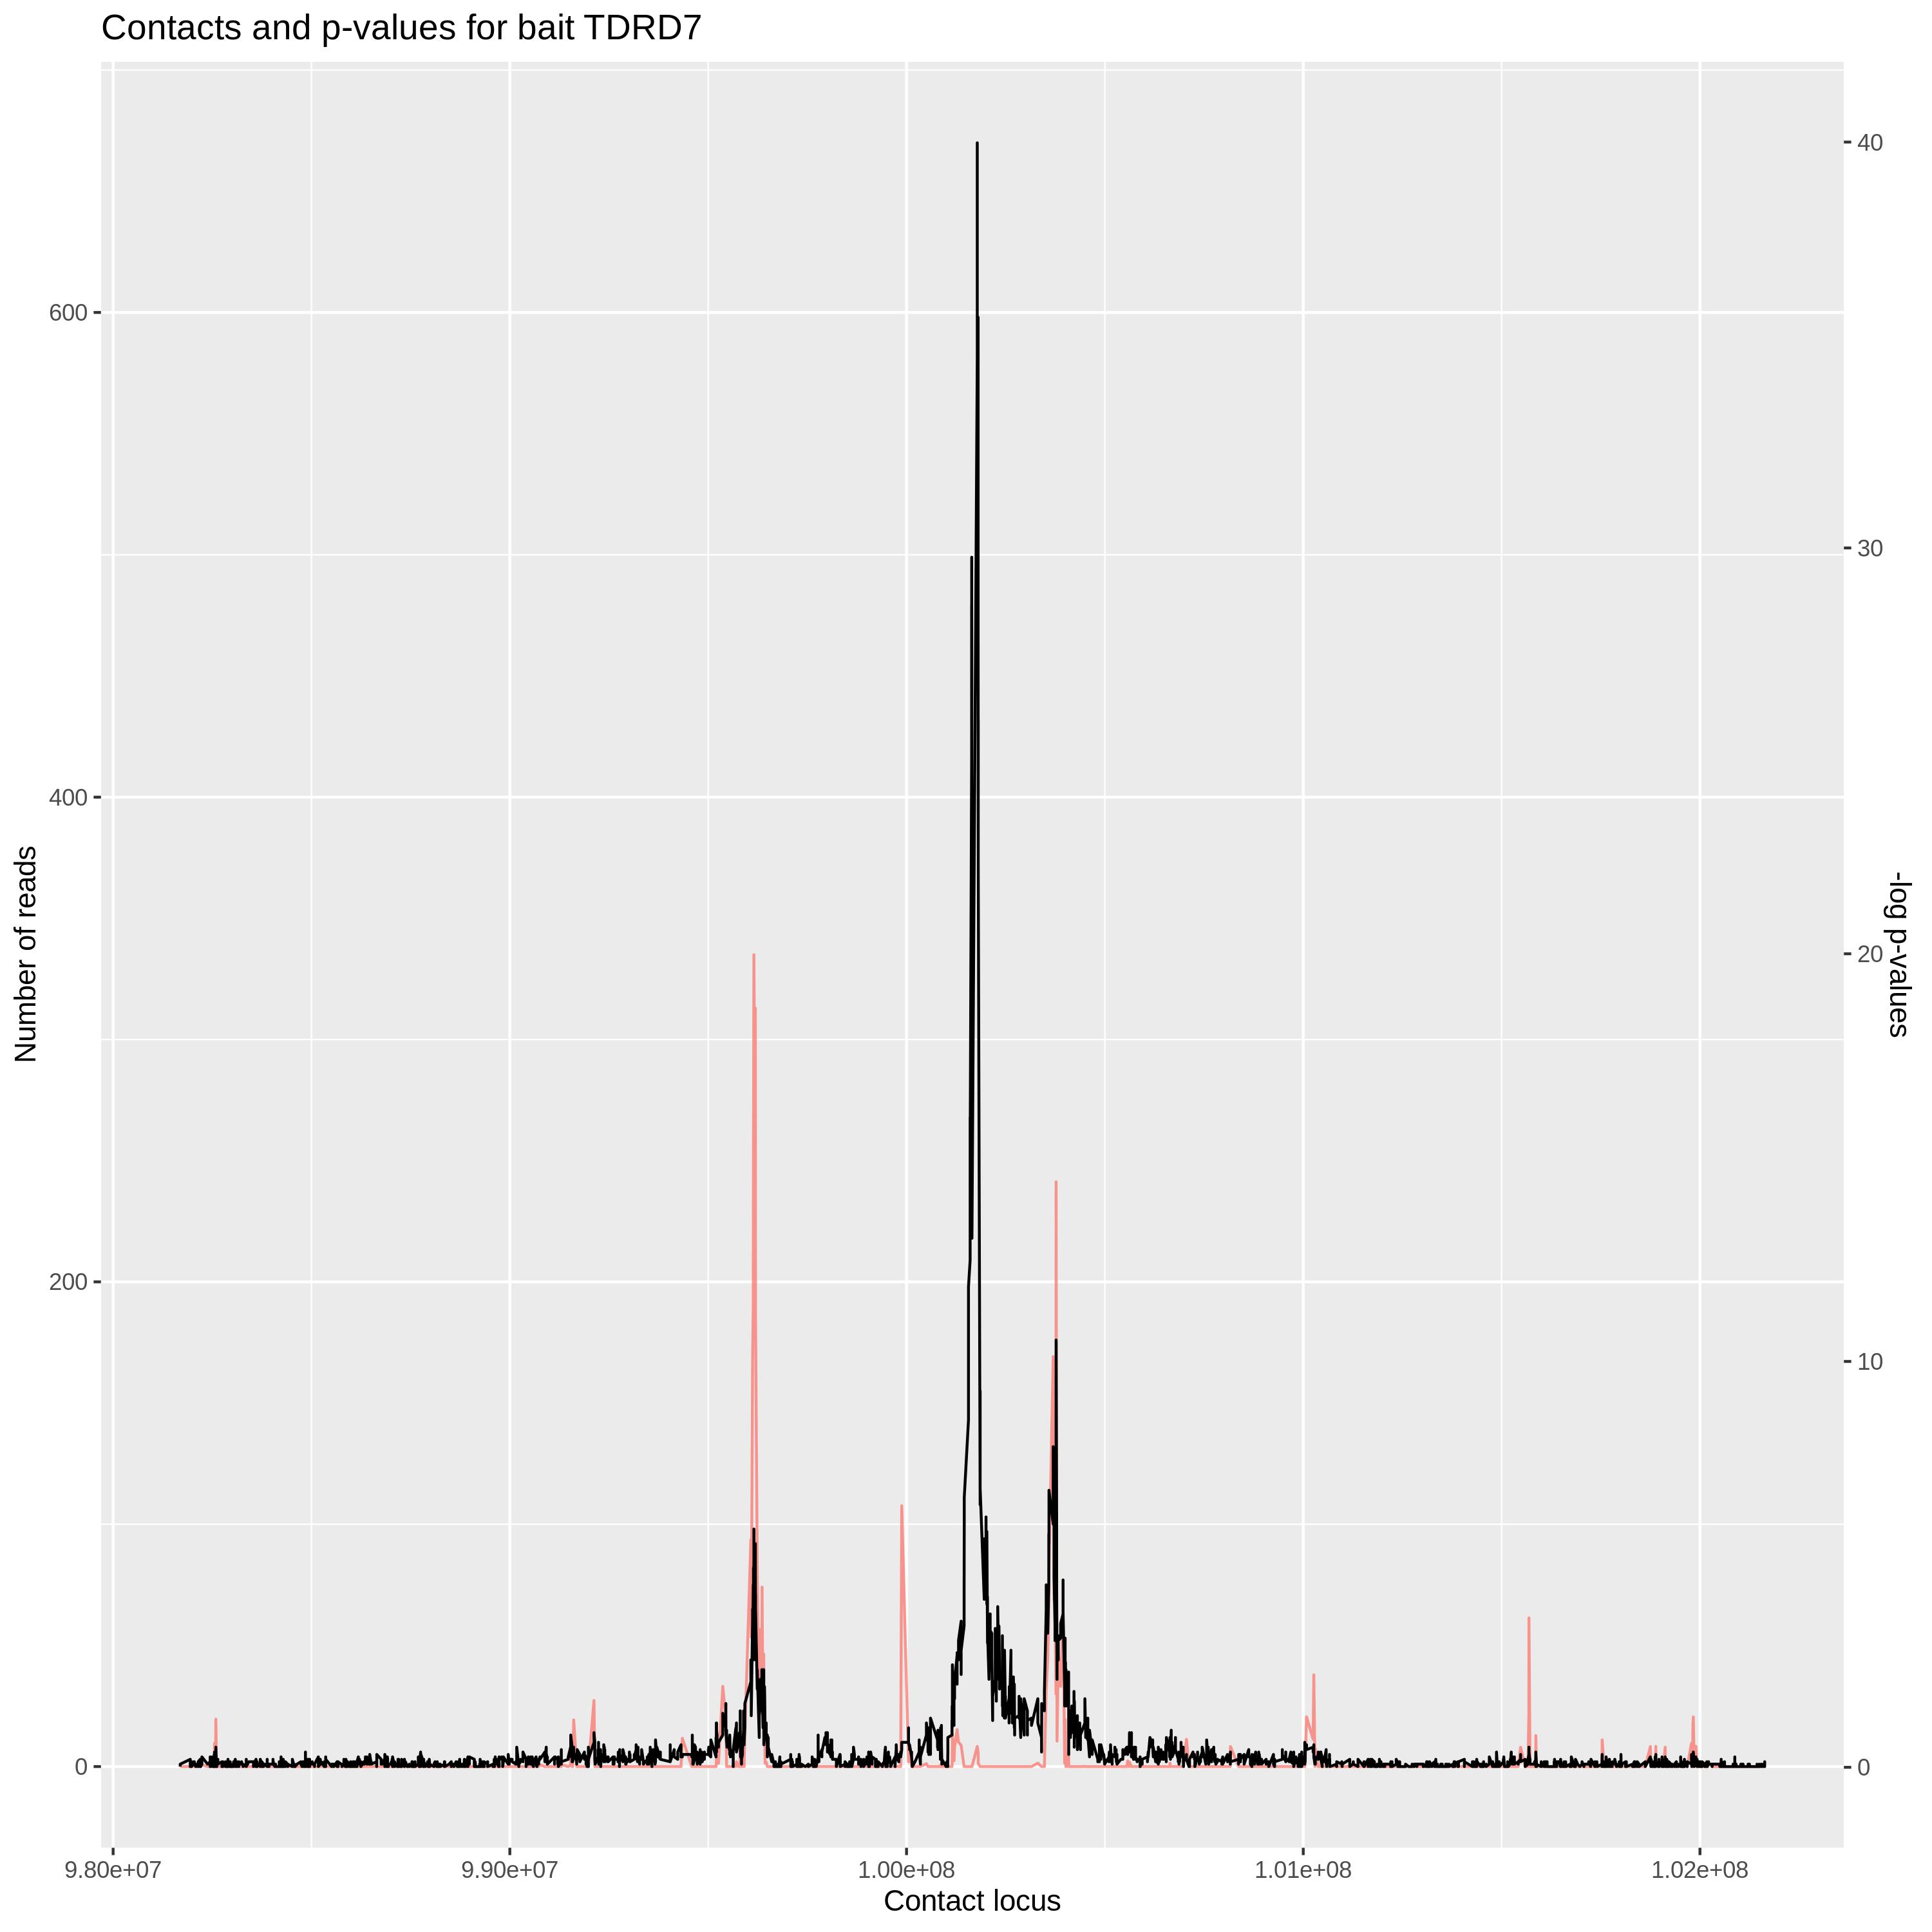 Contacts and p-values for bait TDRD7
600
400
200
0
Number of reads
40
30
20
10
0
-log p-values
9.80e+07
9.90e+07
1.00e+08
1.01e+08
1.02e+08
Contact locus